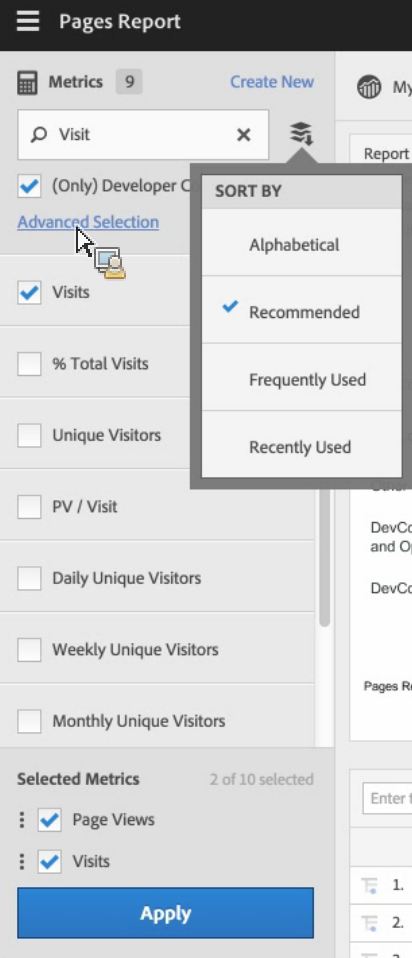 Pages Report
Metrics 9 Create New
My
Visit
Report
(Only) Developer C
SORT BY
Advanced Selection
Alphabetical
Visits
Recommended
% Total Visits
Frequently Used
Unique Visitors
Recently Used
PV / Visit
DevCo
and Op
Daily Unique Visitors
DevCo
Weekly Unique Visitors
Pages Re
Monthly Unique Visitors
Selected Metrics 2 of 10 selected
Enter t
Page Views
Visits
1.
Apply
2.